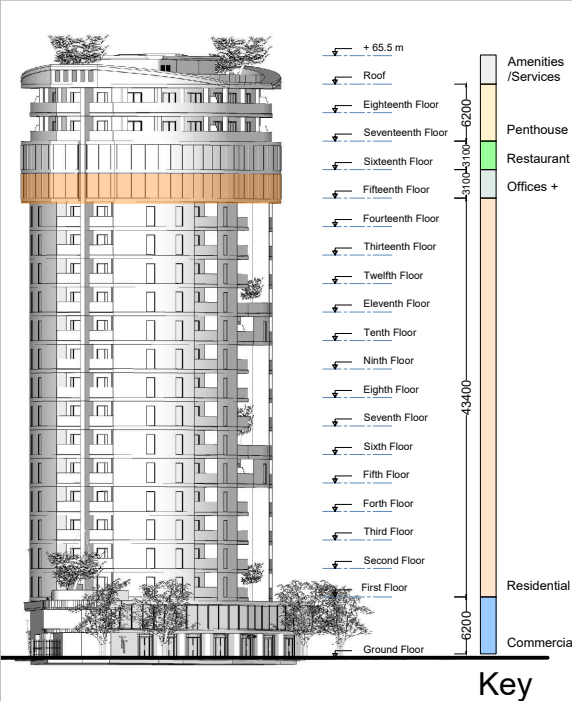 + 65.5 m
Roof
Eighteenth Floor
Seventeenth Floor
Sixteenth Floor
Fifteenth Floor
Fourteenth Floor
Thirteenth Floor
Twelfth Floor
Eleventh Floor
Tenth Floor
Ninth Floor
Eighth Floor
Seventh Floor
Sixth Floor
Fifth Floor
Forth Floor
Third Floor
Second Floor
First Floor
Ground Floor
6200
3100
3100
43400
6200
Amenities
/Services
Penthouse
Restaurant
Offices +
Residential
Commercia
Key